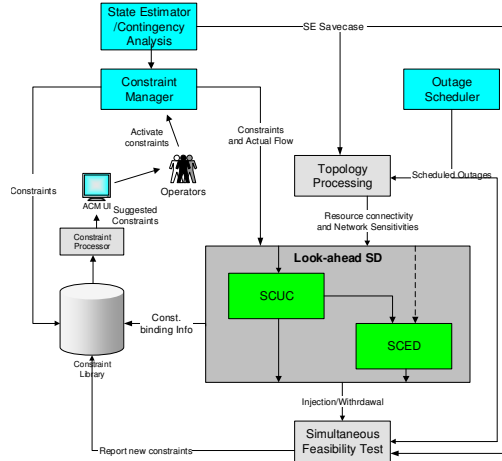 State Estimator
/Contingency
Analysis
SE Savecase
Constraint
Manager
Outage
Scheduler
Activate
constraints
Constraints
and Actual Flow
Topology
Processing
Scheduled Outages
Constraints
Operators
ACM UI
Suggested
Constraints
Resource connectivity
and Network Sensitivities
Constraint
Processor
Look-ahead SD
SCUC
Const.
binding Info
SCED
Constraint
Library
Injection/Withdrawal
Simultaneous
Feasibility Test
Report new constraints